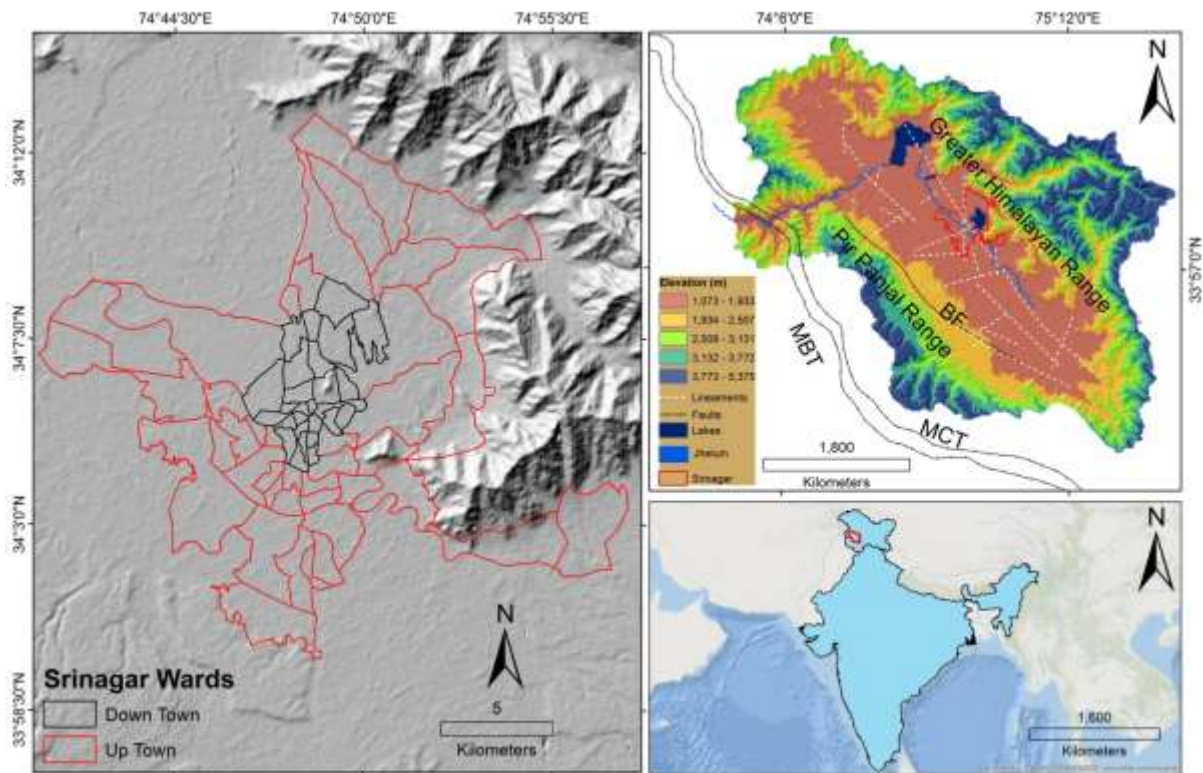 74°44'30"E
74°50'0"E
74°55'30"E
34°12'0"N
34°7'30"N
34°3'0"N
33°58'30"N
N
Srinagar Wards
Down Town
Up Town
5
Kilometers
74°6'0"E
75°12'0"E
33°57'0"N
N
Greater Himalayan Range
Pir Panjal Range
BF
MBT
MCT
Elevation (m)
1,073 - 1,933
1,934 - 2,507
2,508 - 3,131
3,132 - 3,772
3,773 - 5,375
Lineaments
Faults
Lakes
Jhelum
Srinagar
1,800
Kilometers
N
1,600
Kilometers